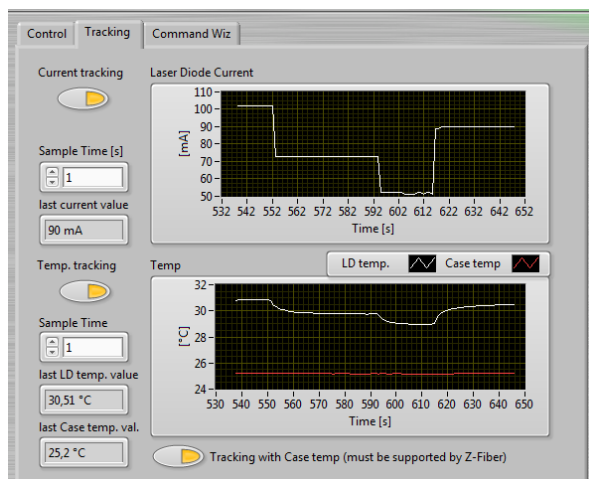 Control Tracking Command Wiz
Current tracking
Laser Diode Current
110
100
90
80
70
60
50
[mA]
532 542 552 562 572 582 592 602 612 622 632 642 652
Time [s]
Sample Time [s]
1
last current value
90 mA
Temp. tracking
Temp
LD temp. Case temp
32
30
28
26
24
[°C]
530 540 550 560 570 580 590 600 610 620 630 640 650
Time [s]
Sample Time
1
last LD temp. value
30,51 °C
last Case temp. val.
25,2 °C
Tracking with Case temp (must be supported by Z-Fiber)